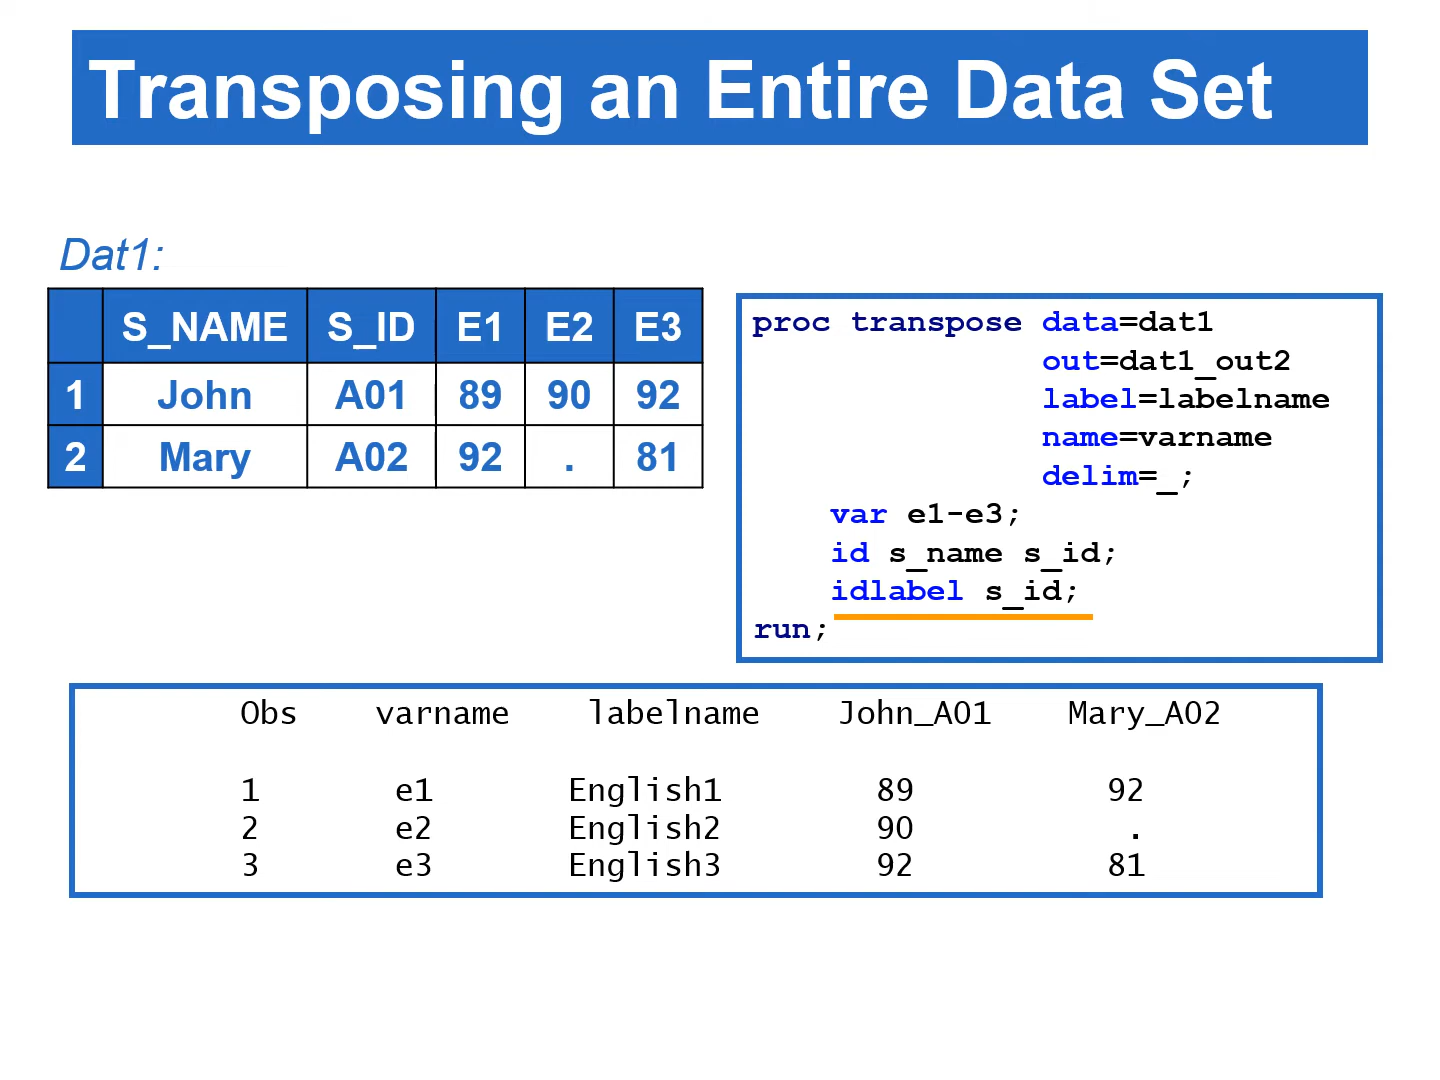 Transposing an Entire Data Set
Dat1:
S_NAME S_ID E1 E2 E3
1 John A01 89 90 92
2 Mary A02 92 . 81
proc transpose data=dat1
out=dat1_out2
label=labelname
name=varname
delim=_;
var e1-e3;
id s_name s_id;
idlabel s_id;
run;
Obs varname labelname John_A01 Mary_A02
1 e1 English1 89 92
2 e2 English2 90 .
3 e3 English3 92 81